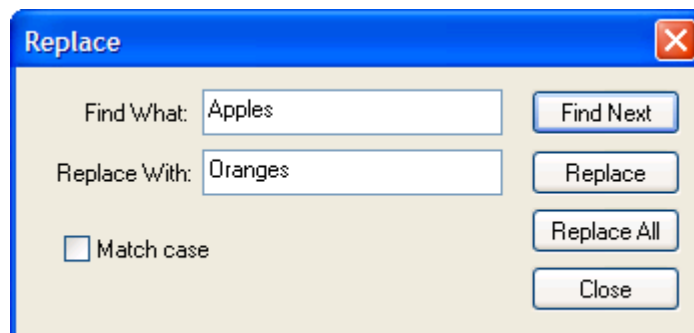 Replace
Find What: Apples
Find Next
Replace With: Oranges
Replace
Replace All
Match case
Close